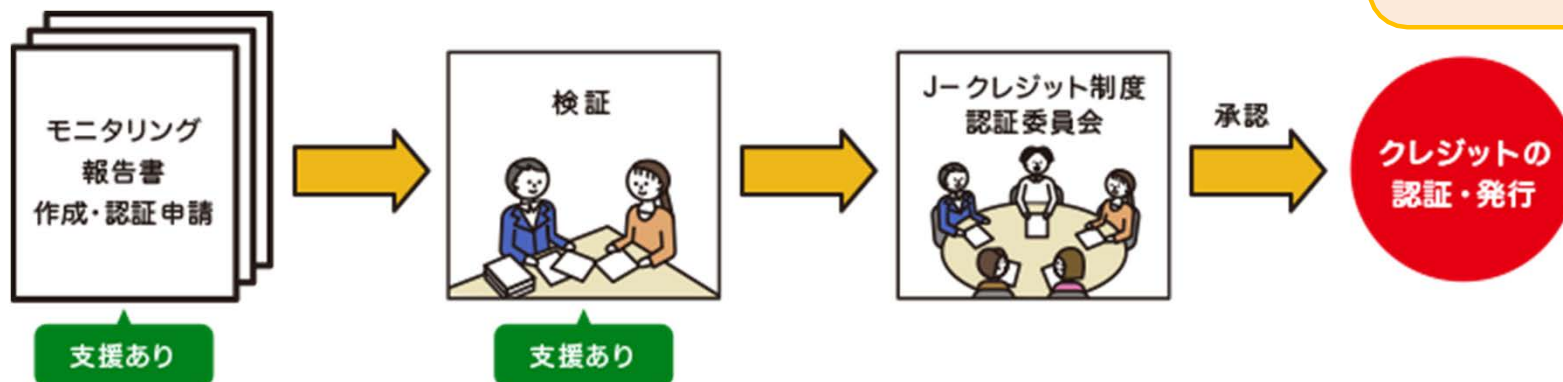 モニタリング
報告書
作成・認証申請
支援あり
検証
支援あり
J－クレジット制度
認証委員会
承認
クレジットの
認証・発行